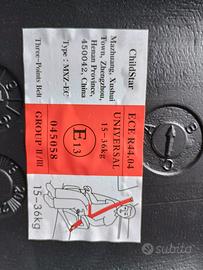 ChildStar
Mazhuang, Xushui
Town, Zhengzhou,
Henan Province,
450042, China
Type: MXZ-EC
Three-Points Belt
ECE R44.04
UNIVERSAL
15-36kg
E13
045058
GROUP II/III
15-36kg
subito